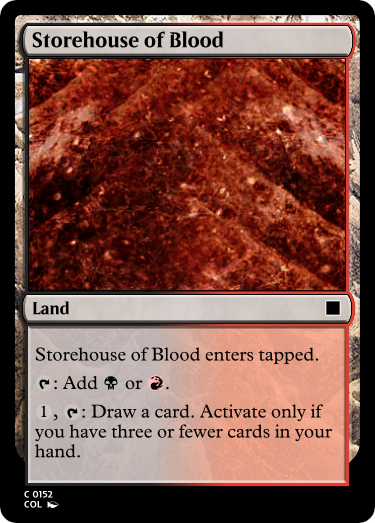 Storehouse of Blood
Land
Storehouse of Blood enters tapped.
: Add or .
1 , : Draw a card. Activate only if
you have three or fewer cards in your
hand.
C 0152
COL